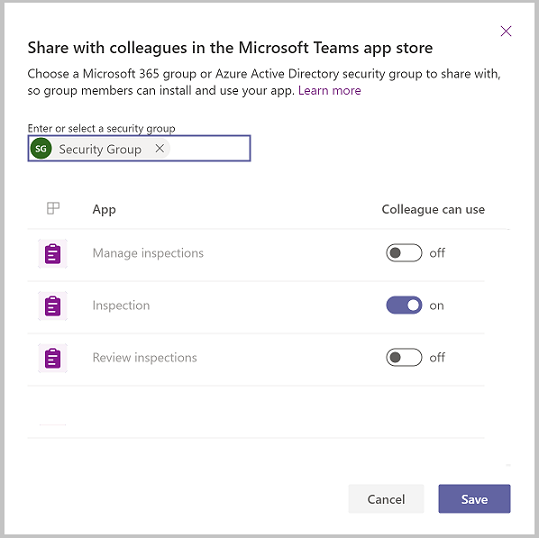 Share with colleagues in the Microsoft Teams app store
Choose a Microsoft 365 group or Azure Active Directory security group to share with,
so group members can install and use your app. Learn more
Enter or select a security group
SG Security Group
App Colleague can use
Manage inspections off
Inspection on
Review inspections off
Cancel Save